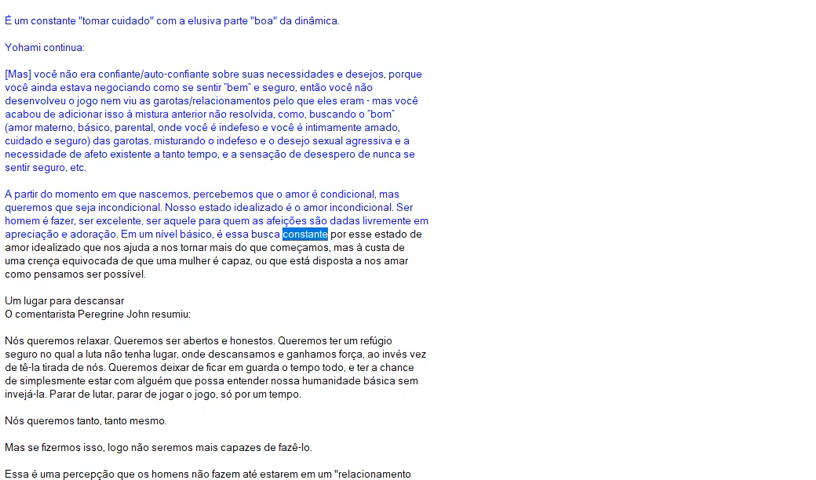 É um constante "tomar cuidado" com a elusiva parte "boa" da dinâmica.
Yohami continua:
[Mas] você não era confiante/auto-confiante sobre suas necessidades e desejos, porque
você ainda estava negociando como se sentir "bem" e seguro, então você não
desenvolveu o jogo nem viu as garotas/relacionamentos pelo que eles eram - mas você
acabou de adicionar isso à mistura anterior não resolvida, como, buscando o "bom"
(amor materno, básico, parental, onde você é indefeso e você é intimamente amado,
cuidado e seguro) das garotas, misturando o indefeso e o desejo sexual agressiva e a
necessidade de afeto existente a tanto tempo, e a sensação de desespero de nunca se
sentir seguro, etc.
A partir do momento em que nascemos, percebemos que o amor é condicional, mas
queremos que seja incondicional. Nosso estado idealizado é o amor incondicional. Ser
homem é fazer, ser excelente, ser aquele para quem as afeições são dadas livremente em
apreciação e adoração. Em um nível básico, é essa busca constante por esse estado de
amor idealizado que nos ajuda a nos tornar mais do que começamos, mas à custa de
uma crença equivocada de que uma mulher é capaz, ou que está disposta a nos amar
como pensamos ser possível.
Um lugar para descansar
O comentarista Peregrine John resumiu:
Nós queremos relaxar. Queremos ser abertos e honestos. Queremos ter um refúgio
seguro no qual a luta não tenha lugar, onde descansamos e ganhamos força, ao invés vez
de tê-la tirada de nós. Queremos deixar de ficar em guarda o tempo todo, e ter a chance
de simplesmente estar com alguém que possa entender nossa humanidade básica sem
invejá-la. Parar de lutar, parar de jogar o jogo, só por um tempo.
Nós queremos tanto, tanto mesmo.
Mas se fizermos isso, logo não seremos mais capazes de fazê-lo.
Essa é uma percepção que os homens não fazem até estarem em um "relacionamento